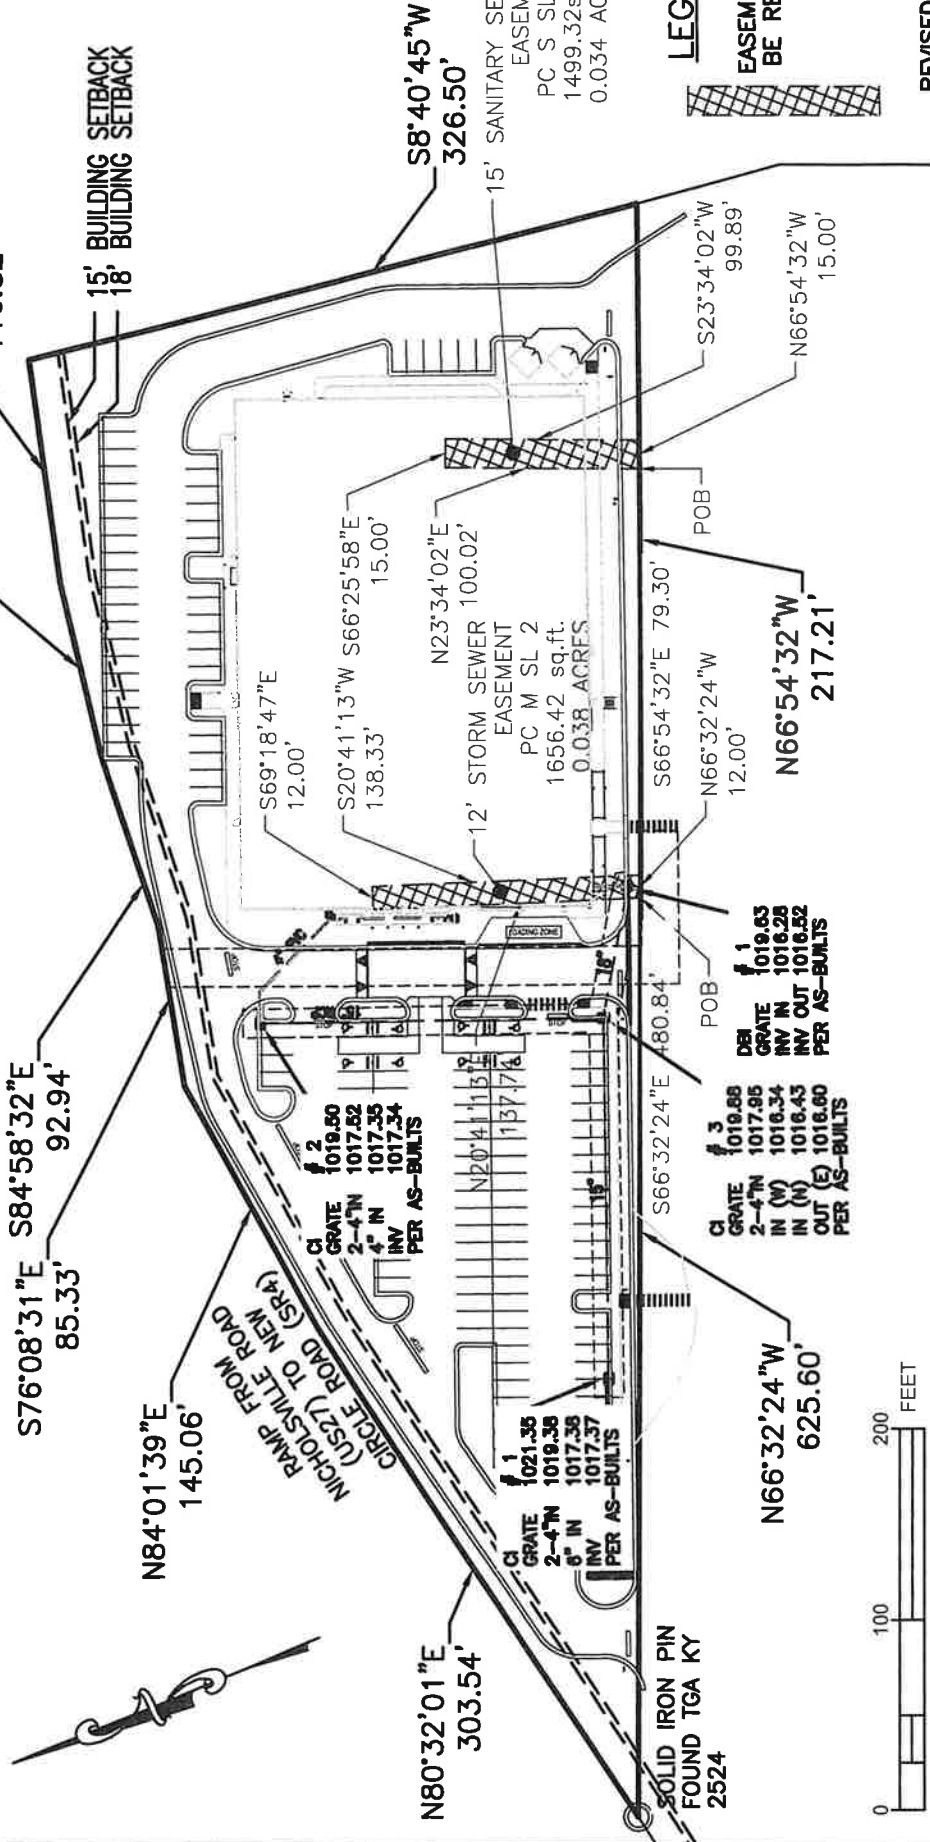 15' BUILDING SETBACK
18' BUILDING SETBACK
S8°40'45"W
326.50'
15' SANITARY SE
EASEM
PC S SL
1499.32s
0.034 AC
LEG
EASEM
BE RE
REVISED
S76°08'31"E
85.33'
S84°58'32"E
92.94'
N84°01'39"E
145.06'
RAMP FROM
NICHOLSVILLE ROAD
(US27) TO NEW
CIRCLE ROAD (SR4)
N80°32'01"E
303.54'
S69°18'47"E
12.00'
S20°41'13"W
138.33'
S66°25'58"E
15.00'
N23°34'02"E
100.02'
12' STORM SEWER
EASEMENT
PC M SL 2
1656.42 sq.ft.
0.038 ACRES
S23°34'02"W
99.89'
N66°54'32"W
15.00'
POB
S66°54'32"E 79.30'
N66°32'24"W
12.00'
N66°54'32"W
217.21'
POB
LOADING ZONE
18"
15"
N20°41'13"E
137.74'
S66°32'24"E 480.84'
CI # 2
GRATE 1019.50
2-4"IN 1017.52
4" IN 1017.35
INV 1017.34
PER AS-BUILTS
DBI # 1
GRATE 1019.63
INV IN 1016.28
INV OUT 1016.52
PER AS-BUILTS
CI # 3
GRATE 1019.68
2-4"IN 1017.95
IN (W) 1016.34
IN (N) 1016.43
OUT (E) 1016.60
PER AS-BUILTS
CI # 1
GRATE 1021.35
2-4"IN 1019.38
6" IN 1017.38
INV 1017.37
PER AS-BUILTS
STOP
N66°32'24"W
625.60'
SOLID IRON PIN
FOUND TGA KY
2524
0 100 200
FEET